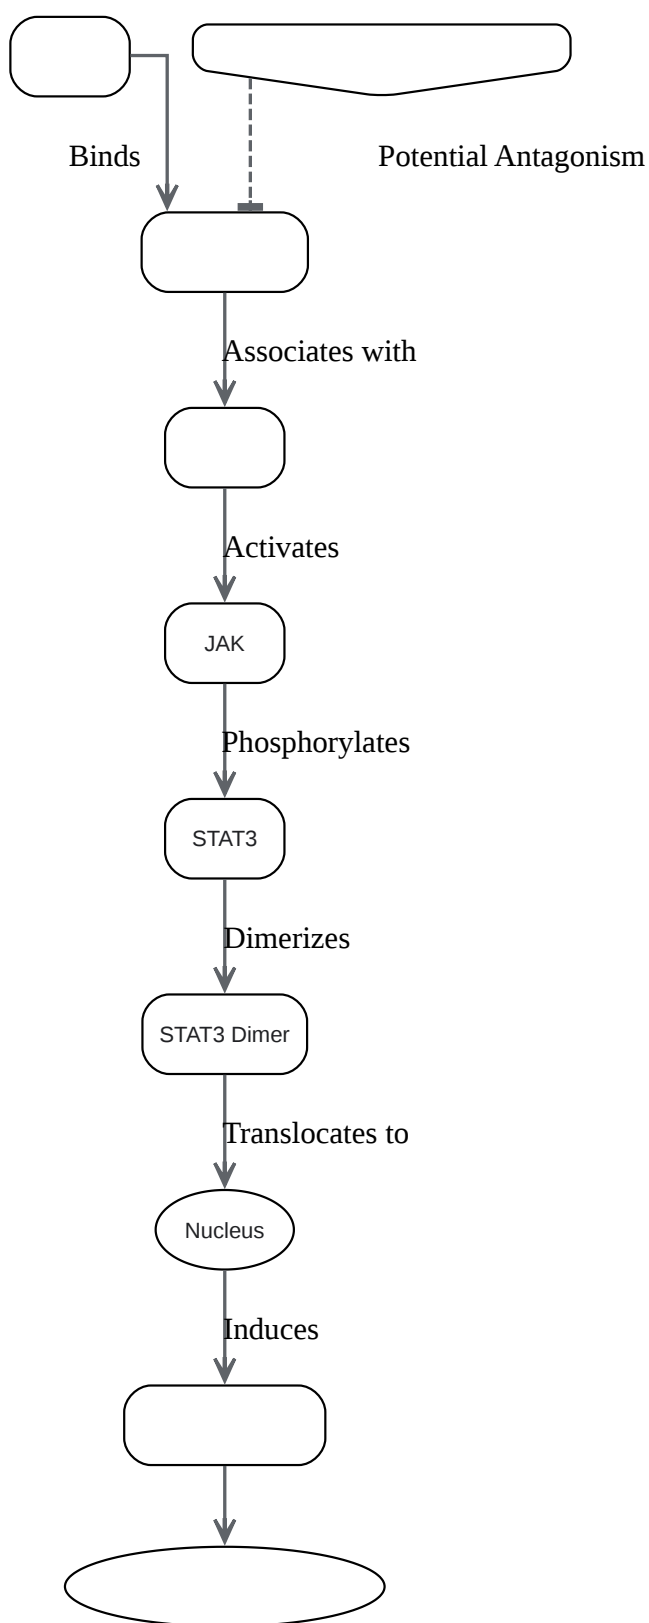 Binds
Potential Antagonism
Associates with
Activates
JAK
Phosphorylates
STAT3
Dimerizes
STAT3 Dimer
Translocates to
Nucleus
Induces